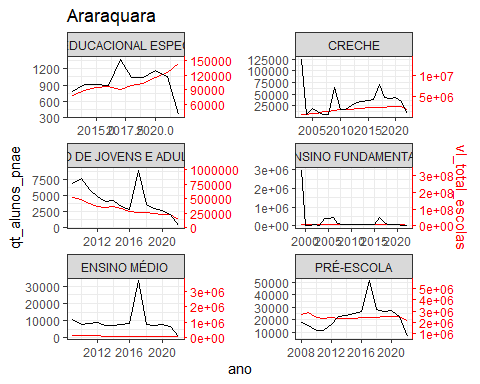 Araraquara
DUCACIONAL ESPE
CRECHE
1200
900
600
300
150000
120000
90000
60000
2015.0 2017.5 2020.0
125000
100000
75000
50000
25000
1e+07
5e+06
2005 2010 2015 2020
O DE JOVENS E ADUL
NSINO FUNDAMENTA
7500
5000
2500
0
1000000
750000
500000
250000
0
2012 2016 2020
3e+06
2e+06
1e+06
0e+00
3e+08
2e+08
1e+08
0e+00
2000 2005 2010 2015 2020
ENSINO MÉDIO
PRÉ-ESCOLA
30000
20000
10000
0
3e+06
2e+06
1e+06
0e+00
2012 2016 2020
50000
40000
30000
20000
10000
5e+06
4e+06
3e+06
2e+06
1e+06
2008 2012 2016 2020
qt_alunos_pnae
vl_total_escolas
ano